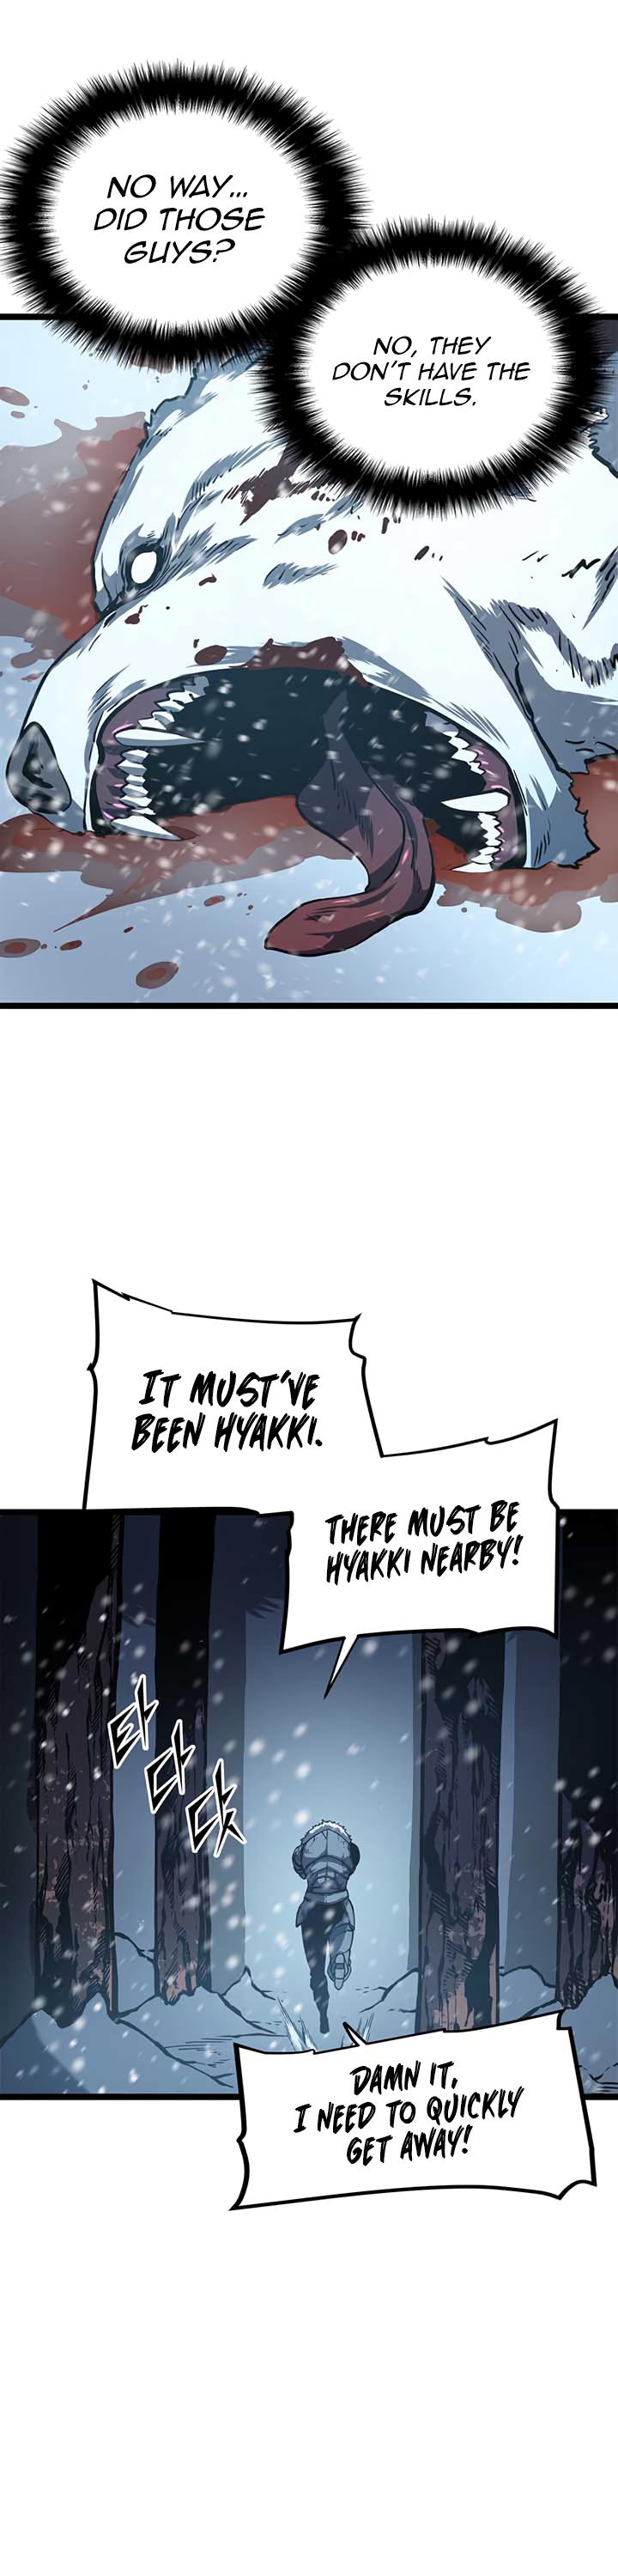 NO WAY...
DID THOSE
GUYS?
NO, THEY
DON'T HAVE THE
SKILLS.
IT MUST'VE
BEEN HYAKKI.
THERE MUST BE
HYAKKI NEARBY!
타
다
닷
DAMN IT,
I NEED TO QUICKLY
GET AWAY!